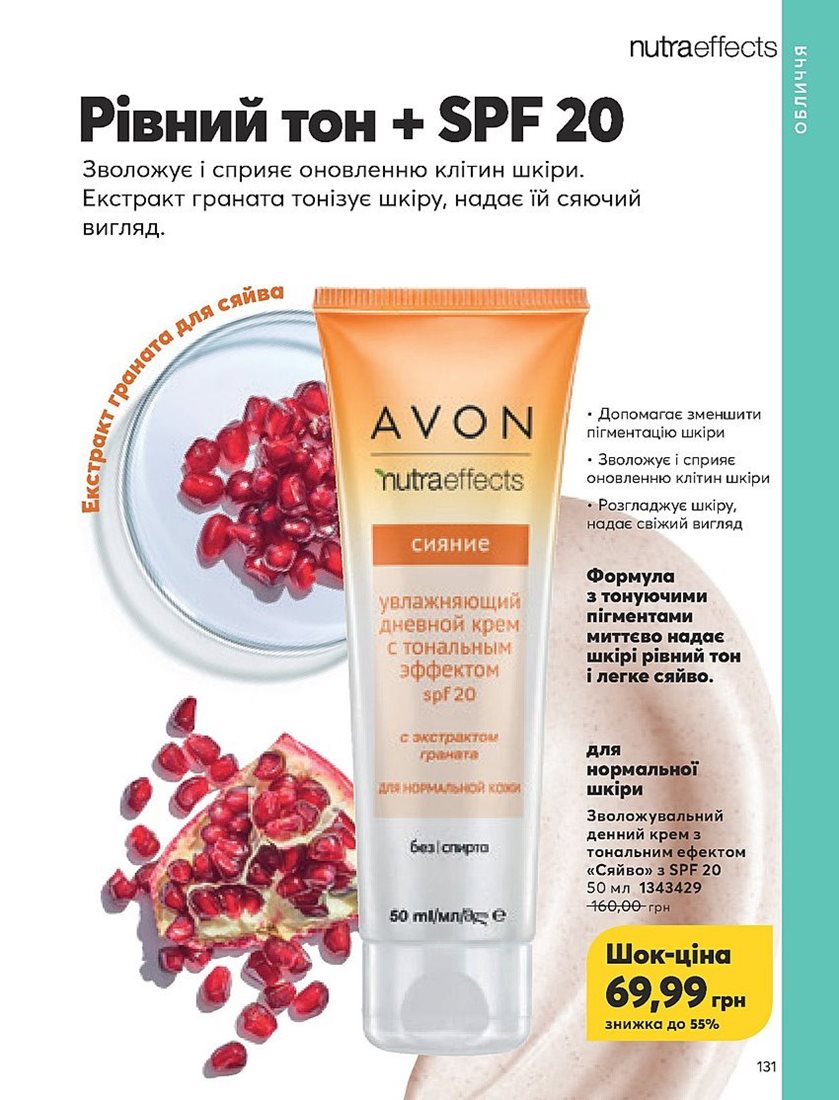 nutraeffects
ОБЛИЧЧЯ
Рівний тон + SPF 20
Зволожує і сприяє оновленню клітин шкіри.
Екстракт граната тонізує шкіру, надає їй сяючий
вигляд.
Екстракт граната для сяйва
AVON
nutraeffects
сияние
увлажняющий
дневной крем
с тональным
эффектом
spf 20
с экстрактом
граната
для нормальной кожи
без|спирта
50 ml/мл/მლ e
• Допомагає зменшити
пігментацію шкіри
• Зволожує і сприяє
оновленню клітин шкіри
• Розгладжує шкіру,
надає свіжий вигляд
Формула
з тонуючими
пігментами
миттєво надає
шкірі рівний тон
і легке сяйво.
для
нормальної
шкіри
Зволожувальний
денний крем з
тональним ефектом
«Сяйво» з SPF 20
50 мл 1343429
160,00 грн
Шок-ціна
69,99 грн
знижка до 55%
131